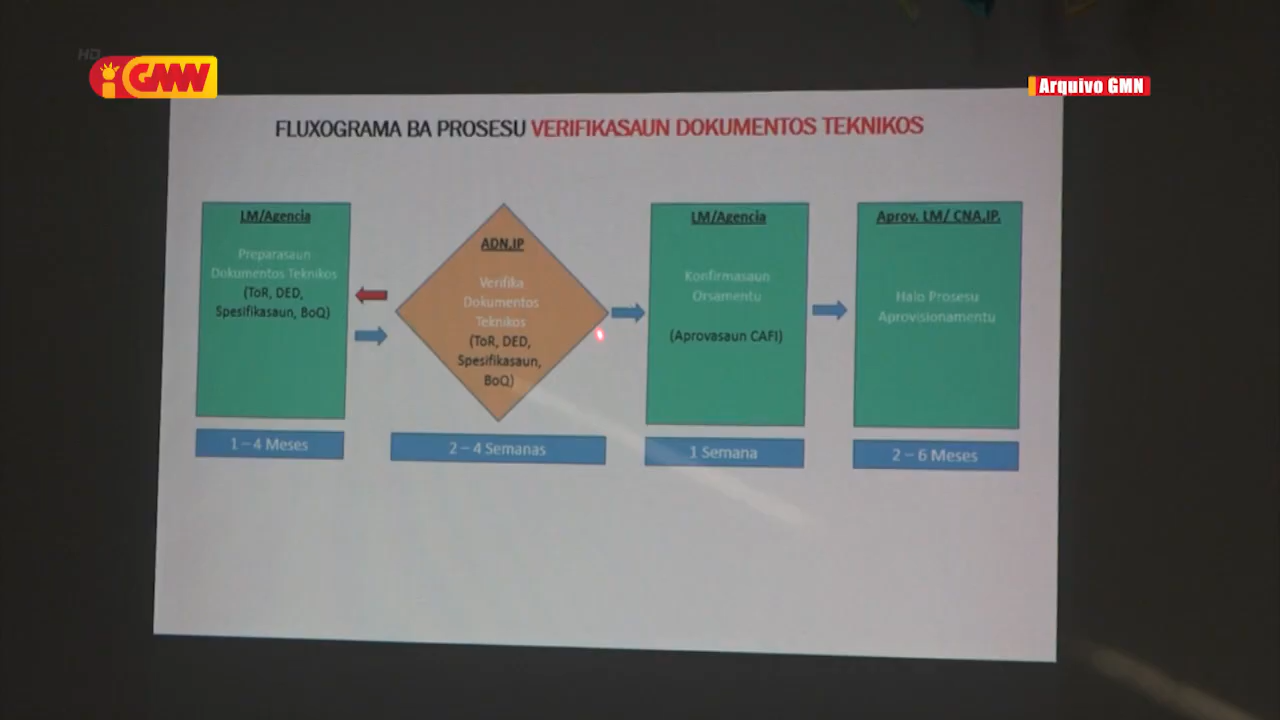 HD
GMN
Arquivo GMN
FLUXOGRAMA BA PROSESU VERIFIKASAUN DOKUMENTOS TEKNIKOS
LM/Agencia
Preparasaun
Dokumentos Teknikos
(ToR, DED,
Spesifikasaun, BoQ)
1 – 4 Meses
ADN.IP
Verifika
Dokumentos
Teknikos
(ToR, DED,
Spesifikasaun,
BoQ)
2 – 4 Semanas
LM/Agencia
Konfirmasaun
Orsamentu
(Aprovasaun CAFI)
1 Semana
Aprov. LM/ CNA,IP.
Halo Prosesu
Aprovisionamentu
2 – 6 Meses